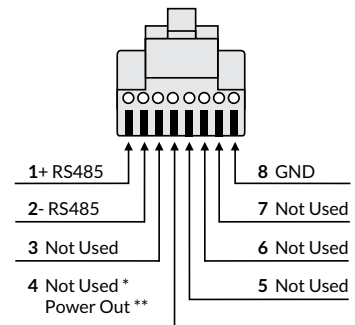 1+ RS485
8 GND
2- RS485
7 Not Used
3 Not Used
6 Not Used
4 Not Used *
Power Out **
5 Not Used